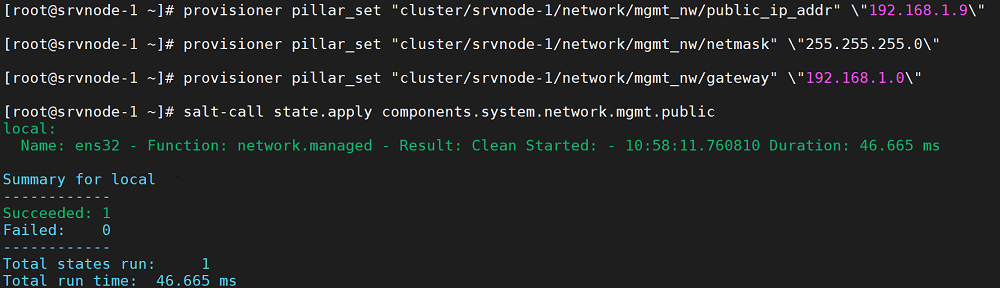 [root@srvnode-1 ~]# provisioner pillar_set "cluster/srvnode-1/network/mgmt_nw/public_ip_addr" \"192.168.1.9\"
[root@srvnode-1 ~]# provisioner pillar_set "cluster/srvnode-1/network/mgmt_nw/netmask" \"255.255.255.0\"
[root@srvnode-1 ~]# provisioner pillar_set "cluster/srvnode-1/network/mgmt_nw/gateway" \"192.168.1.0\"
[root@srvnode-1 ~]# salt-call state.apply components.system.network.mgmt.public
local:
  Name: ens32 - Function: network.managed - Result: Clean Started: - 10:58:11.760810 Duration: 46.665 ms
Summary for local
------------
Succeeded: 1
Failed:    0
------------
Total states run:     1
Total run time:  46.665 ms